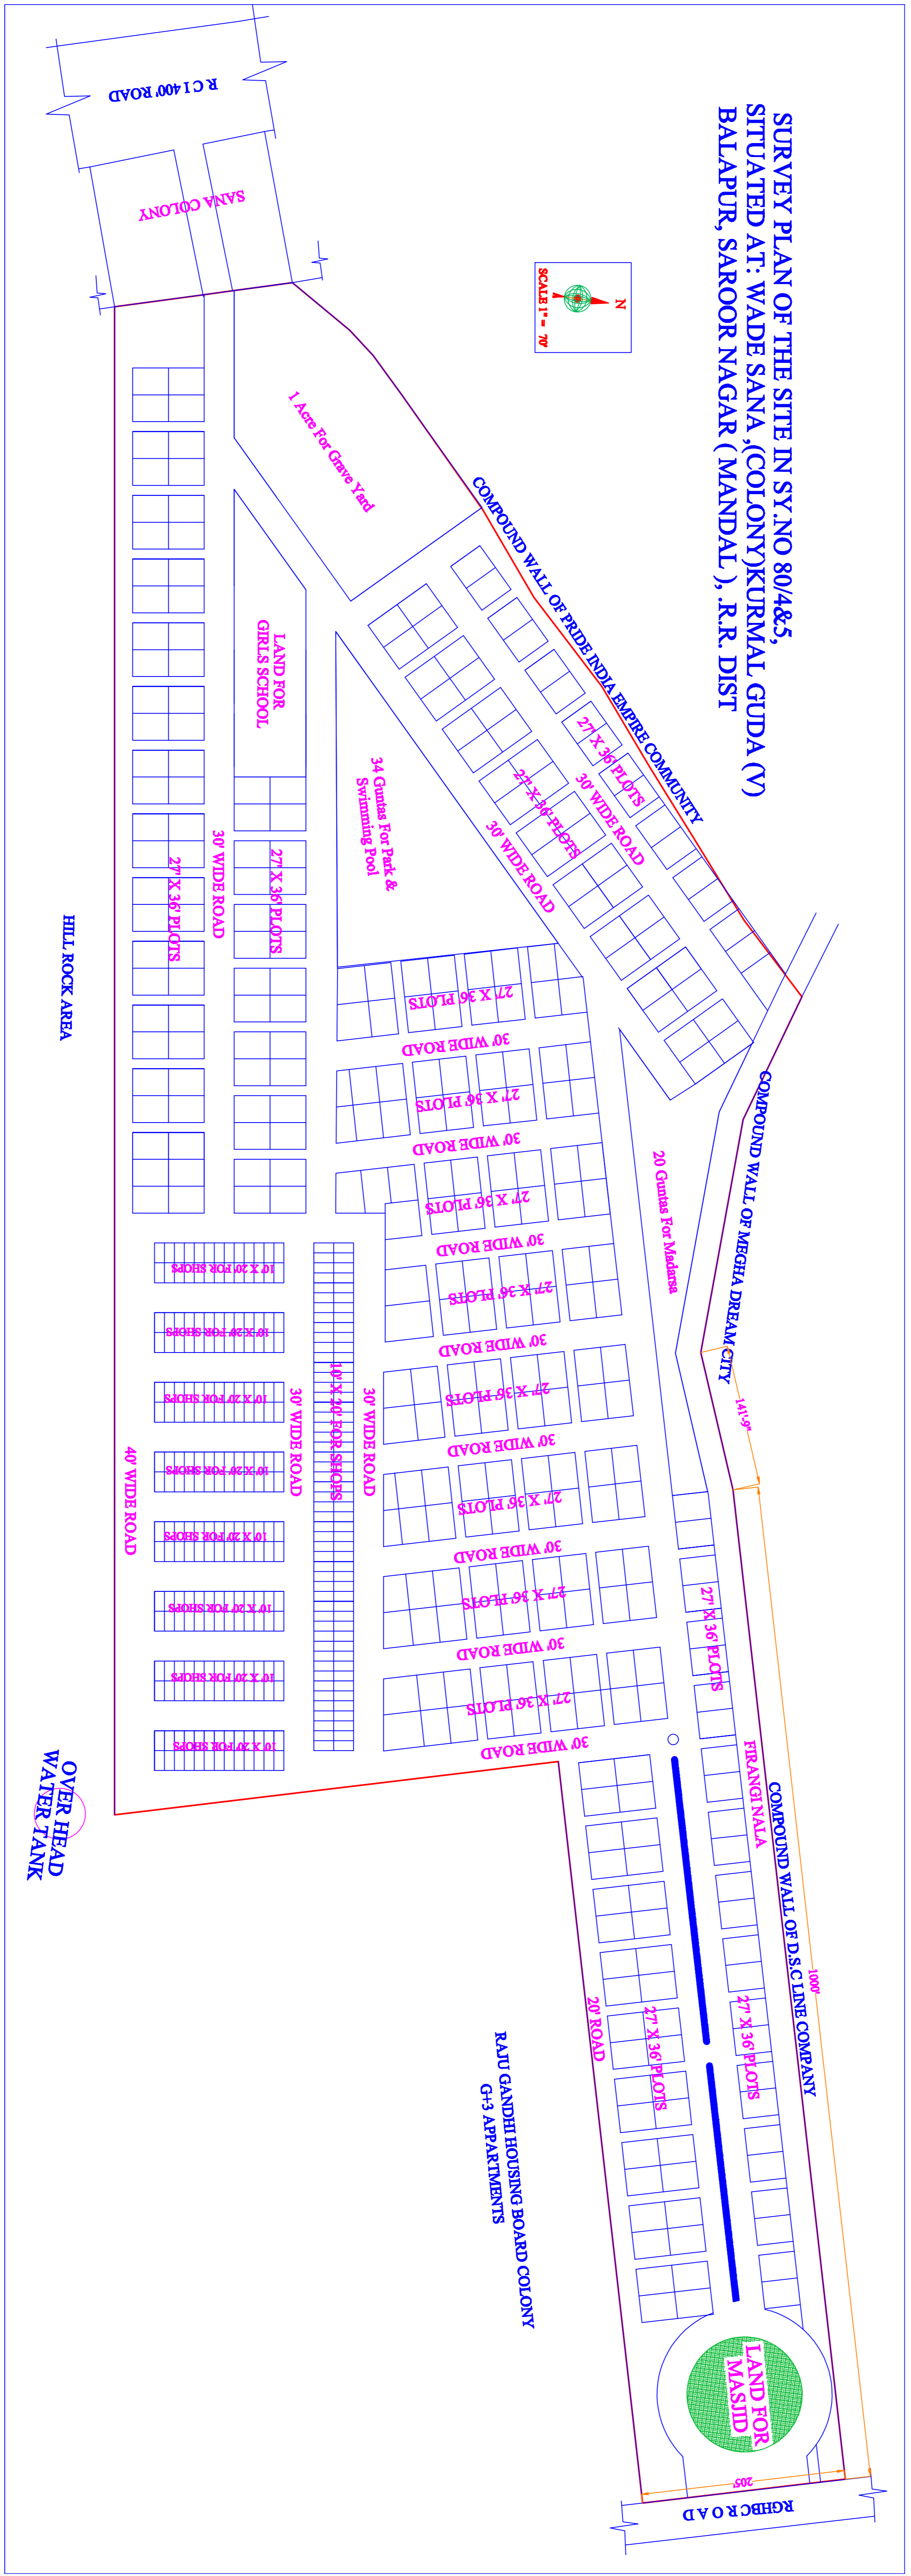 SURVEY PLAN OF THE SITE IN SY.NO 80/4&5,
SITUATED AT: WADE SANA ,(COLONY)KURMAL GUDA (V)
BALAPUR, SAROOR NAGAR ( MANDAL ), .R.R. DIST
N
SCALE 1" = 70'
R C I 400' ROAD
SANA COLONY
1 Acre For Grave Yard
COMPOUND WALL OF PRIDE INDIA EMPIRE COMMUNITY
27' X 36' PLOTS
30' WIDE ROAD
27' X 36' PLOTS
30' WIDE ROAD
LAND FOR
GIRLS SCHOOL
34 Guntas For Park &
Swimming Pool
27' X 36' PLOTS
30' WIDE ROAD
27' X 36' PLOTS
HILL ROCK AREA
27' X 36' PLOTS
30' WIDE ROAD
27' X 36' PLOTS
30' WIDE ROAD
27' X 36' PLOTS
30' WIDE ROAD
27' X 36' PLOTS
30' WIDE ROAD
27' X 36' PLOTS
30' WIDE ROAD
27' X 36' PLOTS
30' WIDE ROAD
27' X 36' PLOTS
30' WIDE ROAD
27' X 36' PLOTS
30' WIDE ROAD
20 Guntas For Madarsa
COMPOUND WALL OF MEGHA DREAM CITY
141'-9"
10' X 20' FOR SHOPS
10' X 20' FOR SHOPS
10' X 20' FOR SHOPS
10' X 20' FOR SHOPS
10' X 20' FOR SHOPS
10' X 20' FOR SHOPS
10' X 20' FOR SHOPS
10' X 20' FOR SHOPS
40' WIDE ROAD
30' WIDE ROAD
10' X 20' FOR SHOPS
30' WIDE ROAD
27' X 36' PLOTS
FIRANGI NALA
COMPOUND WALL OF D.S.C LINE COMPANY
1000'
OVER HEAD
WATER TANK
20' ROAD
27' X 36' PLOTS
27' X 36' PLOTS
RAJU GANDHI HOUSING BOARD COLONY
G+3 APPARTMENTS
LAND FOR
MASJID
205'
RGHBC R O A D